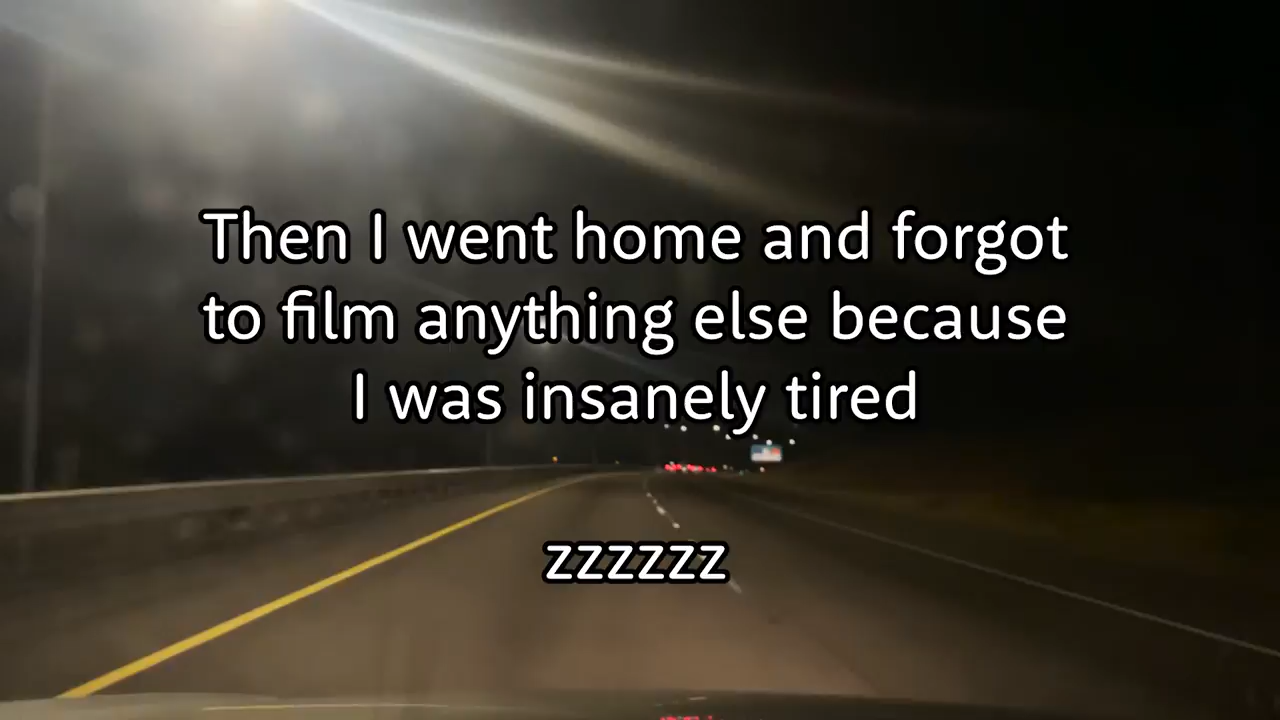 Then I went home and forgot
to film anything else because
I was insanely tired
zzzzzz